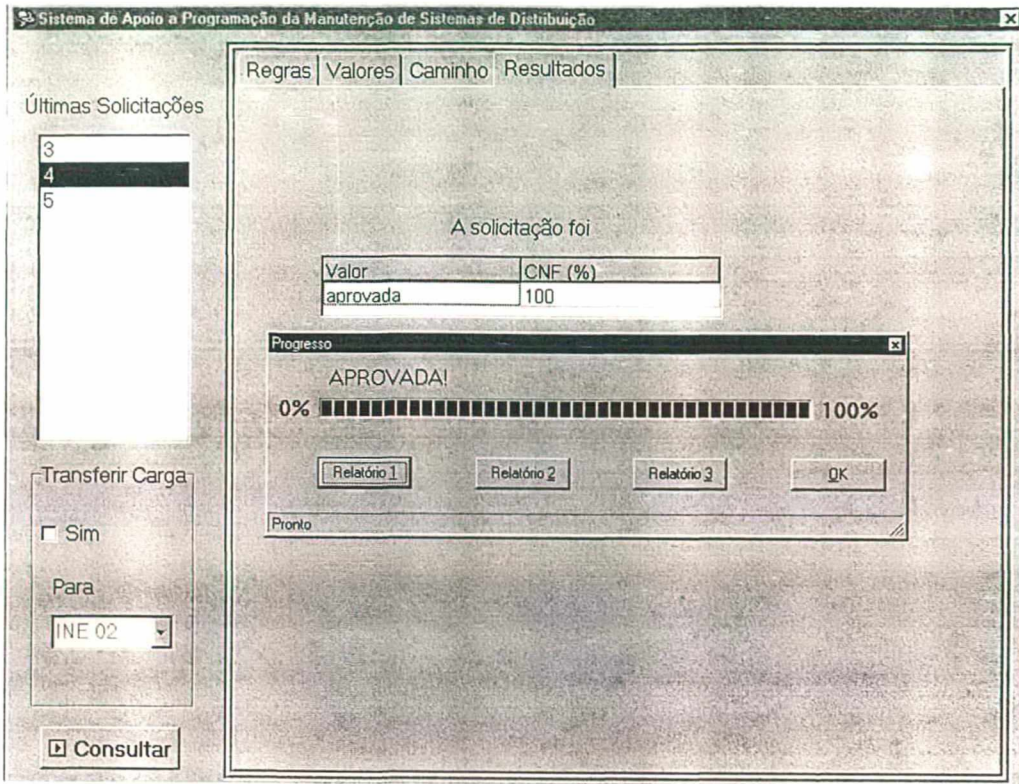 Sistema de Apoio a Programação da Manutenção de Sistemas de Distribuição
Regras Valores Caminho Resultados
Últimas Solicitações
3
4
5
A solicitação foi
Valor CNF (%)
aprovada 100
Progresso
APROVADA!
0% 100%
Relatório 1 Relatório 2 Relatório 3 OK
Pronto
Transferir Carga
Sim
Para
INE 02
Consultar